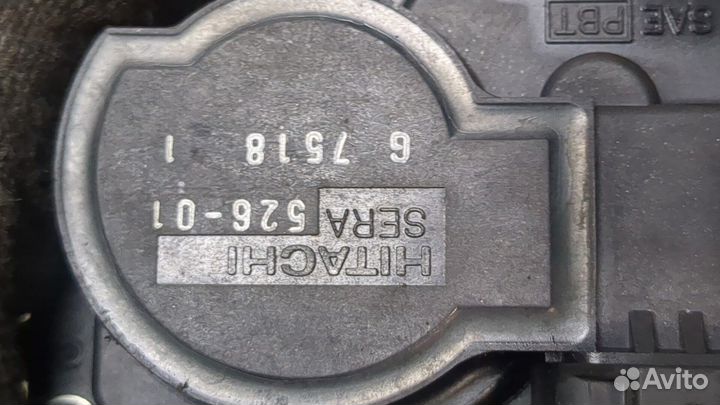 HITACHI
SERA 526-01
6 7518 1
SAE PBT
Avito